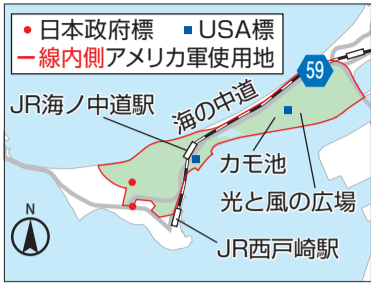 日本政府標 USA標
線内側アメリカ軍使用地
59
JR海ノ中道駅
海の中道
カモ池
光と風の広場
N
JR西戸崎駅